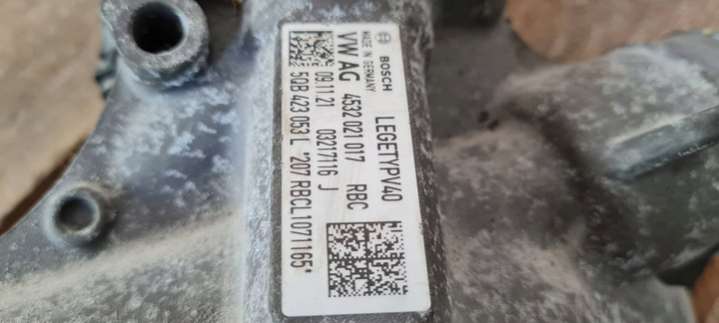 BOSCH LEGETYPV40
MADE IN GERMANY
VW AG 4532 021 017 RBC
09.11.21 03217116 J
5QB 423 053 L *207 RBCL1071165*